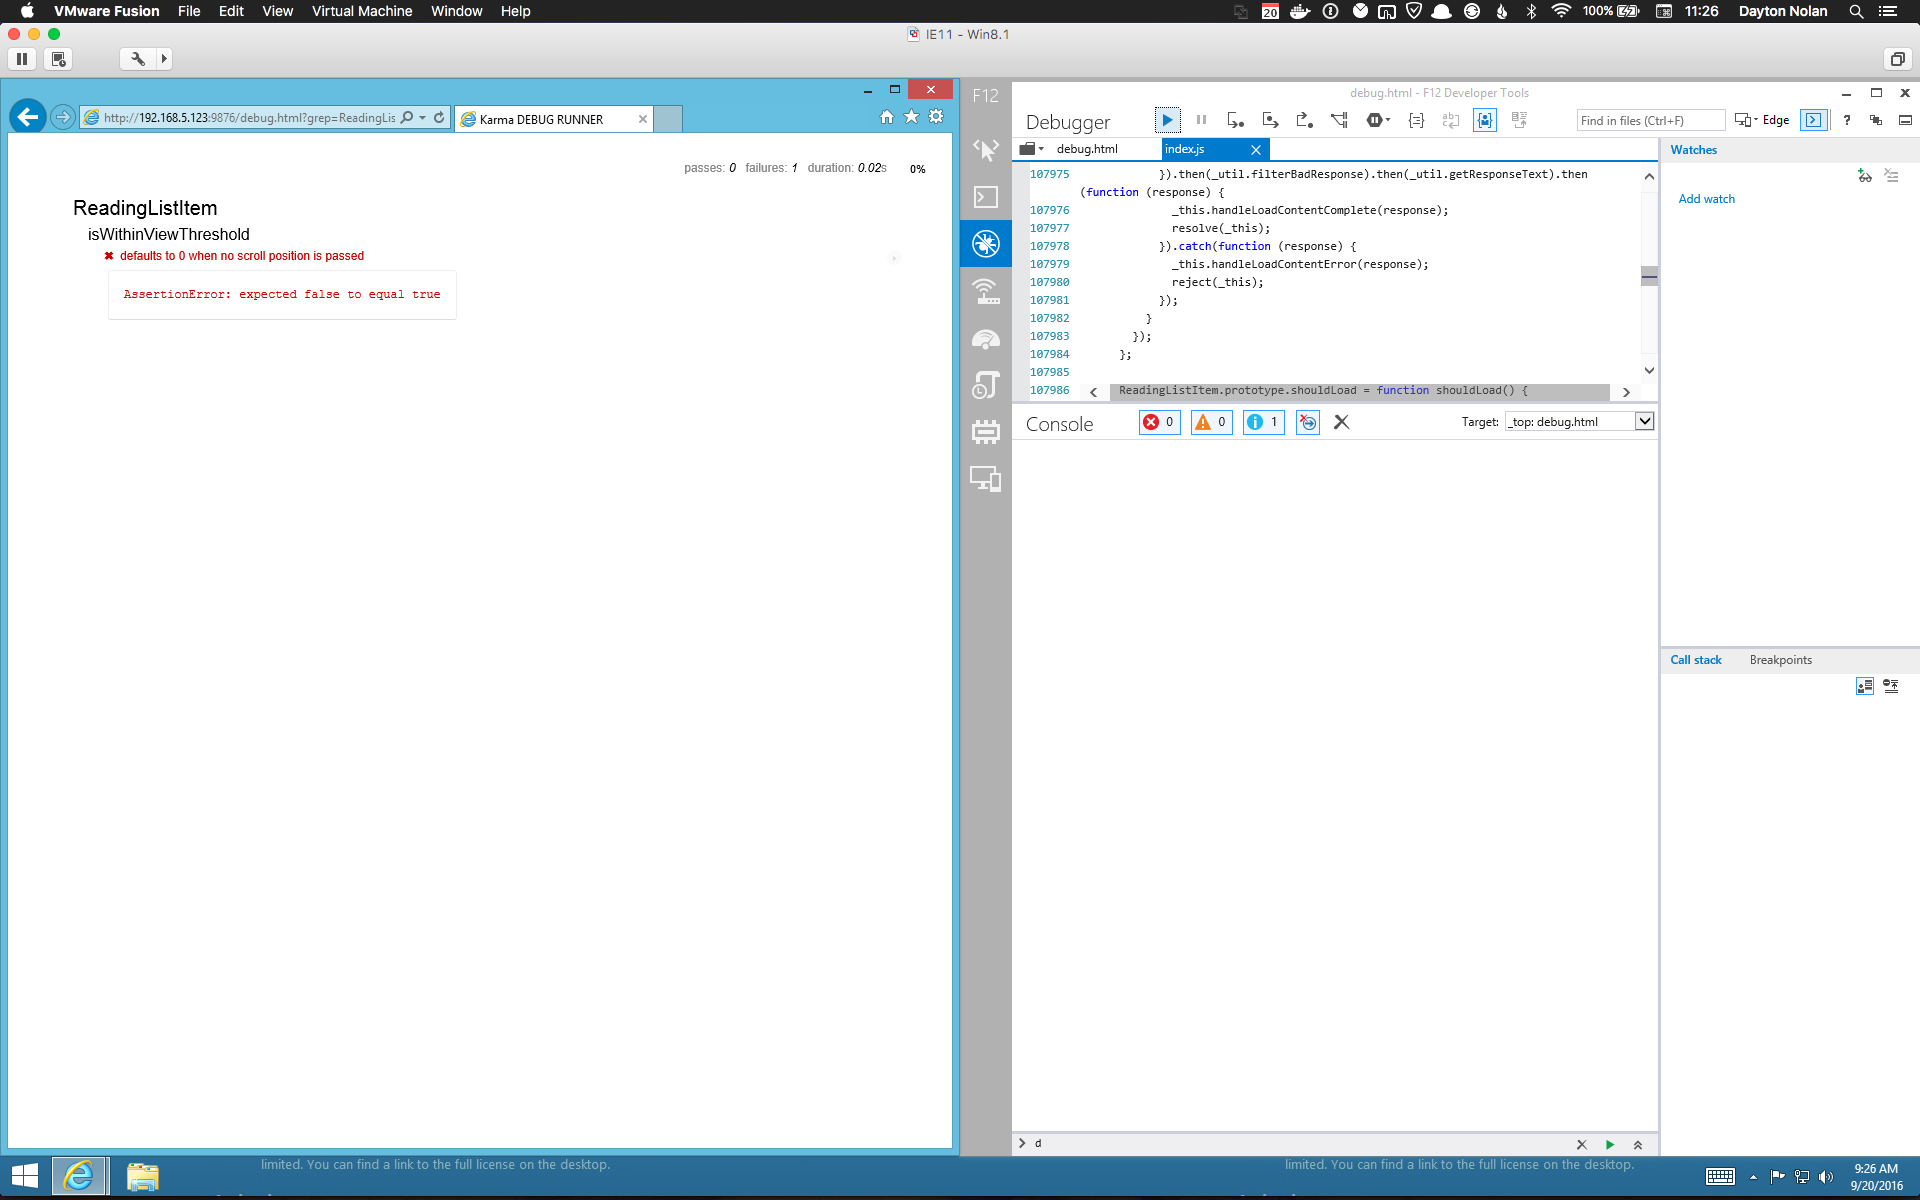 VMware Fusion File Edit View Virtual Machine Window Help
20 100% 11:26 Dayton Nolan
IE11 - Win8.1
http://192.168.5.123:9876/debug.html?grep=ReadingLis
Karma DEBUG RUNNER
passes: 0 failures: 1 duration: 0.02s 0%
ReadingListItem
isWithinViewThreshold
✖ defaults to 0 when no scroll position is passed
AssertionError: expected false to equal true
F12
debug.html - F12 Developer Tools
Debugger
Find in files (Ctrl+F)
Edge
?
debug.html
index.js
107975 }).then(_util.filterBadResponse).then(_util.getResponseText).then
(function (response) {
107976 _this.handleLoadContentComplete(response);
107977 resolve(_this);
107978 }).catch(function (response) {
107979 _this.handleLoadContentError(response);
107980 reject(_this);
107981 });
107982 }
107983 });
107984 };
107985
107986 ReadingListItem.prototype.shouldLoad = function shouldLoad() {
Console
0 0 1
Target: _top: debug.html
d
Watches
Add watch
Call stack Breakpoints
limited. You can find a link to the full license on the desktop.
limited. You can find a link to the full license on the desktop.
9:26 AM
9/20/2016